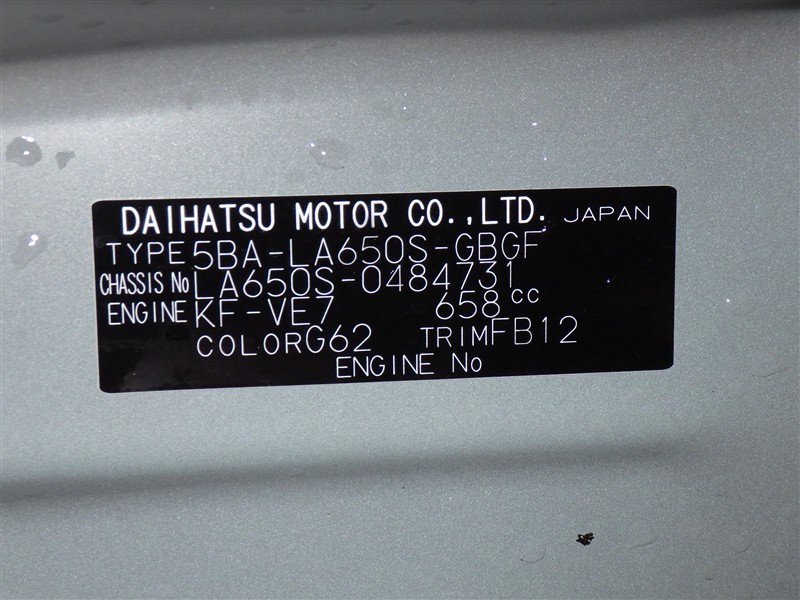 DAIHATSU MOTOR CO.,LTD. JAPAN
TYPE 5BA-LA650S-GBGF
CHASSIS No LA650S-0484731
ENGINE KF-VE7 658 cc
COLOR G62 TRIM FB12
ENGINE No